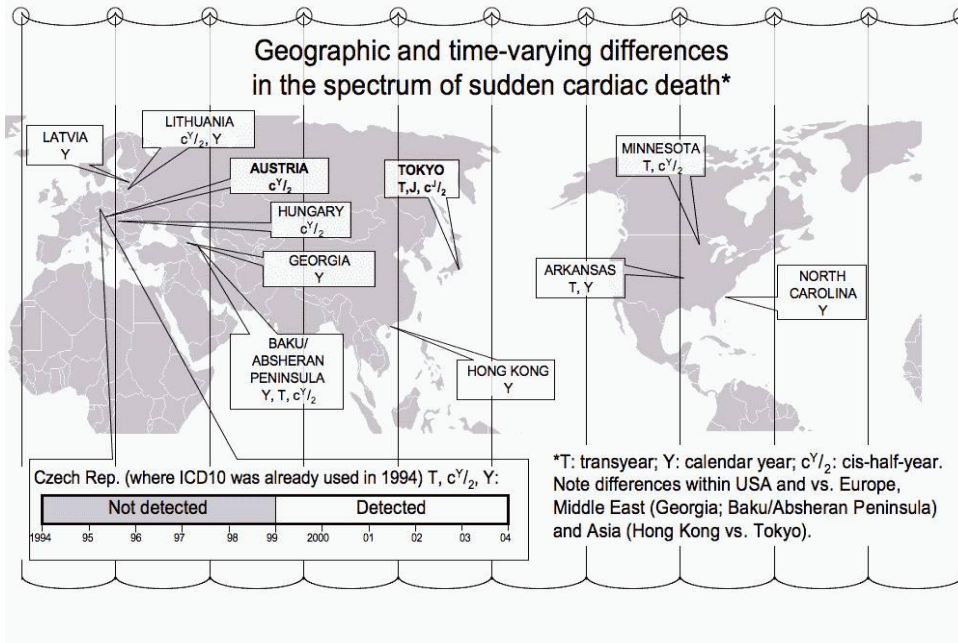 Geographic and time-varying differences
in the spectrum of sudden cardiac death*
LATVIA
Y
LITHUANIA
cʸ/₂, Y
AUSTRIA
cʸ/₂
HUNGARY
cʸ/₂
GEORGIA
Y
BAKU/
ABSHERAN
PENINSULA
Y, T, cʸ/₂
TOKYO
T,J, cᴶ/₂
HONG KONG
Y
MINNESOTA
T, cʸ/₂
ARKANSAS
T, Y
NORTH
CAROLINA
Y
Czech Rep. (where ICD10 was already used in 1994) T, cʸ/₂, Y:
Not detected Detected
1994 95 96 97 98 99 2000 01 02 03 04
*T: transyear; Y: calendar year; cʸ/₂: cis-half-year.
Note differences within USA and vs. Europe,
Middle East (Georgia; Baku/Absheran Peninsula)
and Asia (Hong Kong vs. Tokyo).